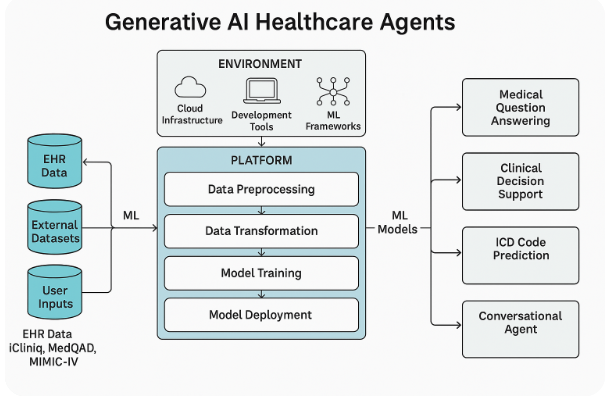 Generative AI Healthcare Agents
ENVIRONMENT
Cloud
Infrastructure
Development
Tools
ML
Frameworks
EHR
Data
External
Datasets
User
Inputs
EHR Data
iCliniq, MedQAD,
MIMIC-IV
ML
PLATFORM
Data Preprocessing
Data Transformation
Model Training
Model Deployment
ML
Models
Medical
Question
Answering
Clinical
Decision
Support
ICD Code
Prediction
Conversational
Agent